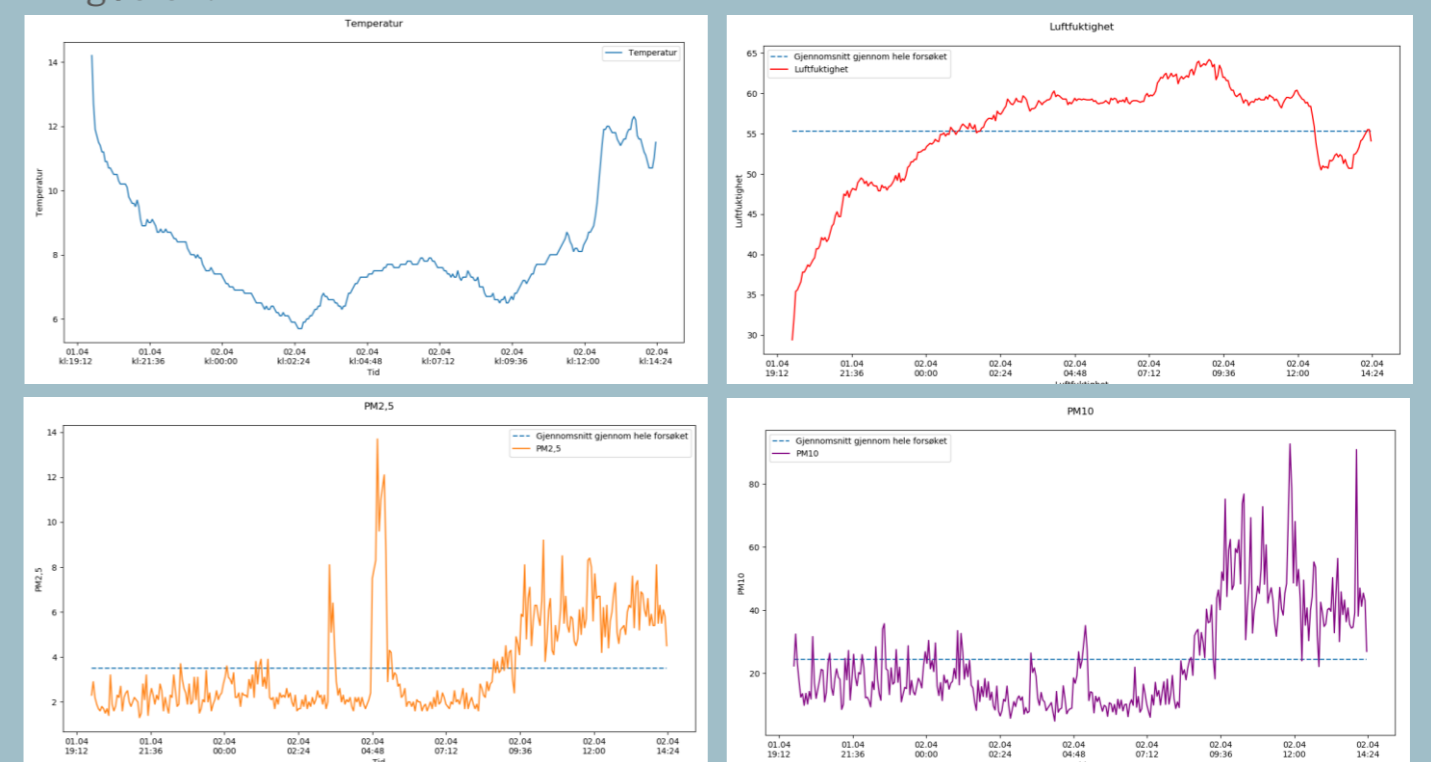 Temperatur
Temperatur
14
12
10
8
6
Temperatur
01.04 01.04 02.04 02.04 02.04 02.04 02.04 02.04 02.04
kl:19:12 kl:21:36 kl:00:00 kl:02:24 kl:04:48 kl:07:12 kl:09:36 kl:12:00 kl:14:24
Tid
Luftfuktighet
Gjennomsnitt gjennom hele forsøket
Luftfuktighet
65
60
55
50
45
40
35
30
Luftfuktighet
01.04 01.04 02.04 02.04 02.04 02.04 02.04 02.04 02.04
19:12 21:36 00:00 02:24 04:48 07:12 09:36 12:00 14:24
Luftfuktighet
PM2,5
Gjennomsnitt gjennom hele forsøket
PM2,5
14
12
10
8
6
4
2
PM2,5
01.04 01.04 02.04 02.04 02.04 02.04 02.04 02.04 02.04
19:12 21:36 00:00 02:24 04:48 07:12 09:36 12:00 14:24
Tid
PM10
Gjennomsnitt gjennom hele forsøket
PM10
80
60
40
20
PM10
01.04 01.04 02.04 02.04 02.04 02.04 02.04 02.04 02.04
19:12 21:36 00:00 02:24 04:48 07:12 09:36 12:00 14:24